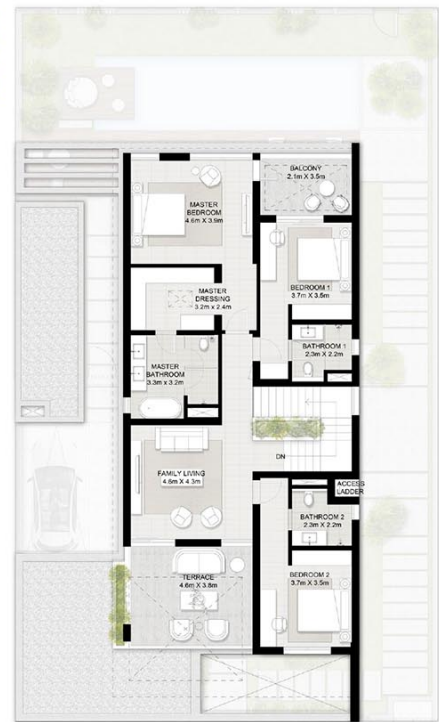 BALCONY
2.1m X 3.5m
MASTER
BEDROOM
4.6m X 3.9m
BEDROOM 1
3.7m X 3.5m
MASTER
DRESSING
3.2m x 2.4m
BATHROOM 1
2.3m X 2.2m
MASTER
BATHROOM
3.3m x 3.2m
DN
FAMILY LIVING
4.6m X 4.3m
ACCESS
LADDER
BATHROOM 2
2.3m X 2.2m
TERRACE
4.6m X 3.8m
BEDROOM 2
3.7m X 3.5m